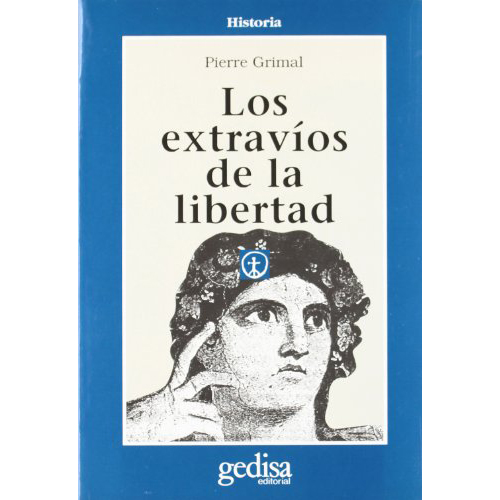 Historia
Pierre Grimal
Los
extravíos
de la
libertad
gedisa
editorial